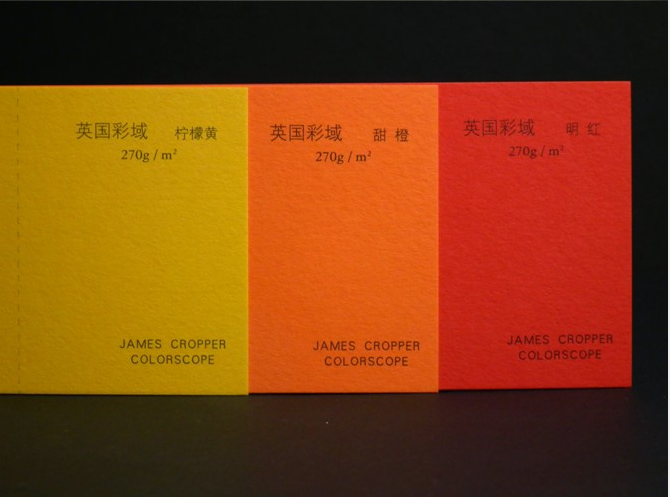 英国彩域 柠檬黄
270g / m²
JAMES CROPPER
COLORSCOPE
英国彩域 甜 橙
270g / m²
JAMES CROPPER
COLORSCOPE
英国彩域 明 红
270g / m²
JAMES CROPPER
COLORSCOPE